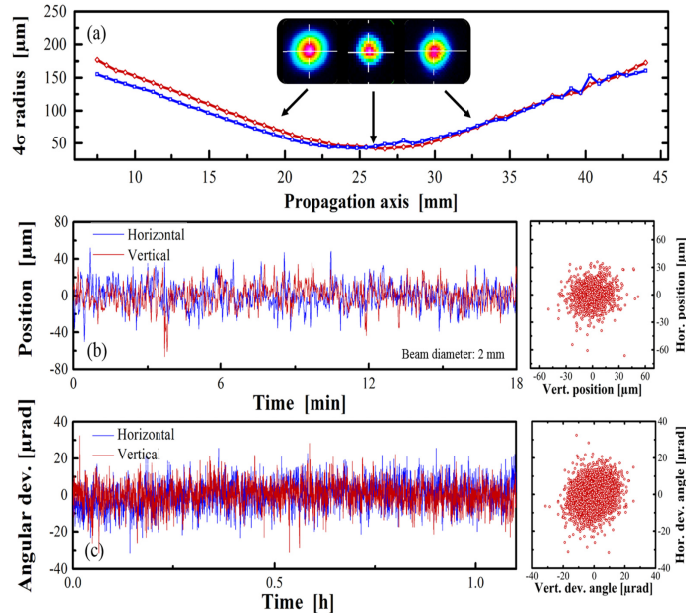 (a)
4σ radius [µm]
200
150
100
50
5 10 15 20 25 30 35 40 45
Propagation axis [mm]
80
40
0
-40
-80
Position [µm]
Horizontal
Vertical
(b)
Beam diameter: 2 mm
0 6 12 18
Time [min]
60
30
0
-30
-60
Hor. position [µm]
-60 -30 0 30 60
Vert. position [µm]
40
20
0
-20
-40
Angular dev. [µrad]
Horizontal
Vertica
(c)
0.0 0.5 1.0
Time [h]
40
20
0
-20
-40
Hor. dev. angle [µrad]
-40 -20 0 20 40
Vert. dev. angle [µrad]